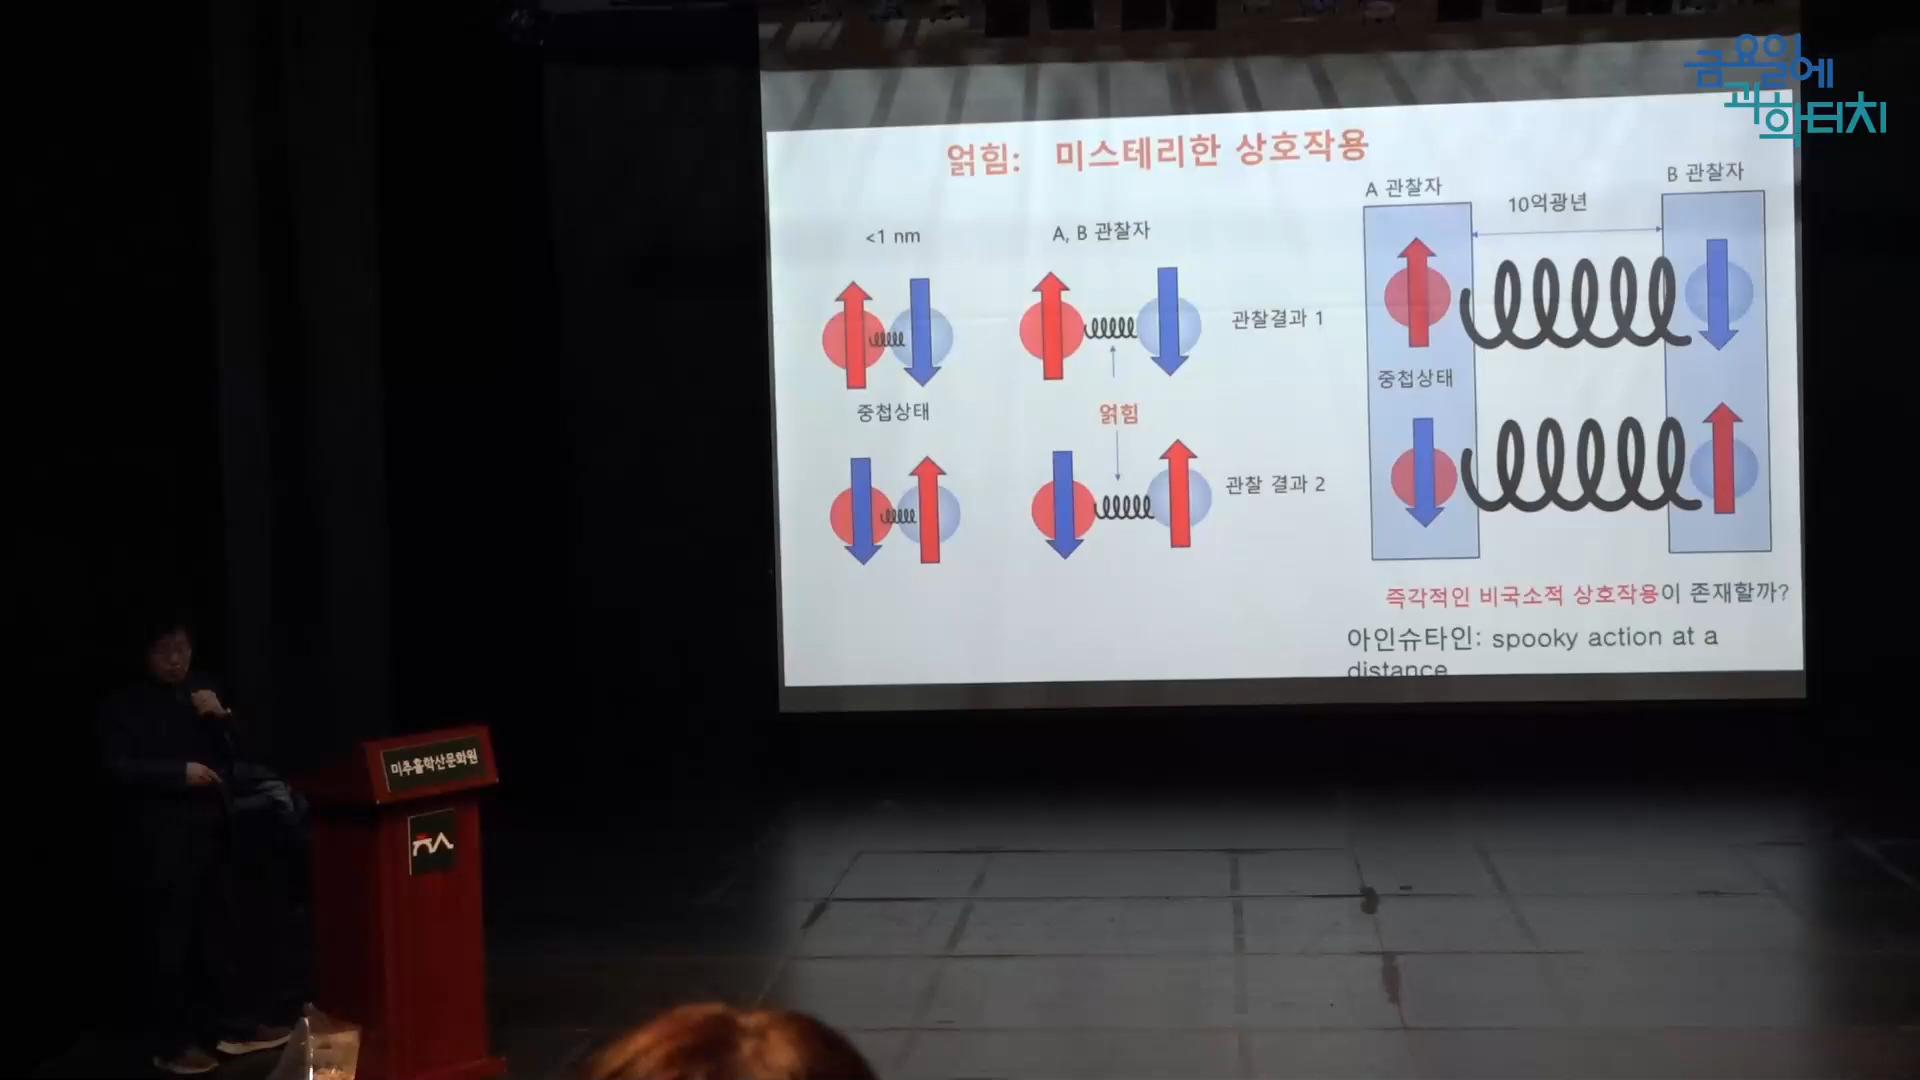 금요일에
과학터치
얽힘: 미스테리한 상호작용
<1 nm
A, B 관찰자
A 관찰자
10억광년
B 관찰자
관찰결과 1
중첩상태
얽힘
중첩상태
관찰 결과 2
즉각적인 비국소적 상호작용이 존재할까?
아인슈타인: spooky action at a
distance
미추홀학산문화원